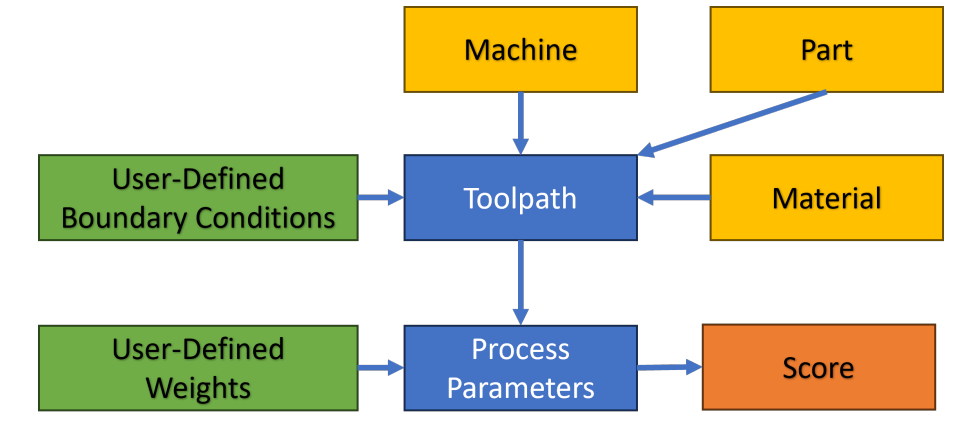 Machine
Part
User-Defined
Boundary Conditions
Toolpath
Material
User-Defined
Weights
Process
Parameters
Score